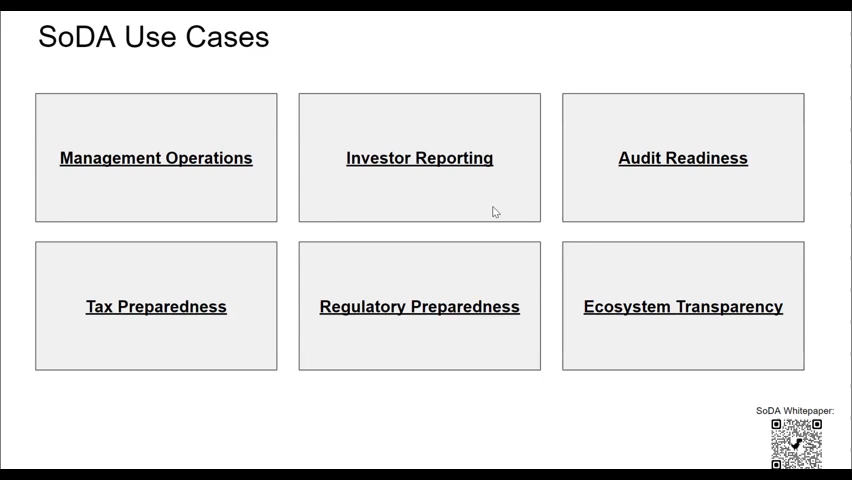 SoDA Use Cases
Management Operations
Investor Reporting
Audit Readiness
Tax Preparedness
Regulatory Preparedness
Ecosystem Transparency
SoDA Whitepaper: